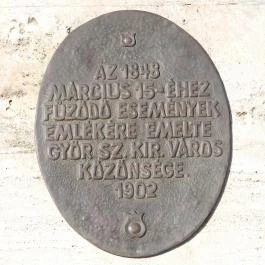 AZ 1848
MÁRCIUS 15-ÉHEZ
FŰZŐDŐ ESEMÉNYEK
EMLÉKÉRE EMELTE
GYŐR SZ. KIR. VÁROS
KÖZÖNSÉGE.
1902